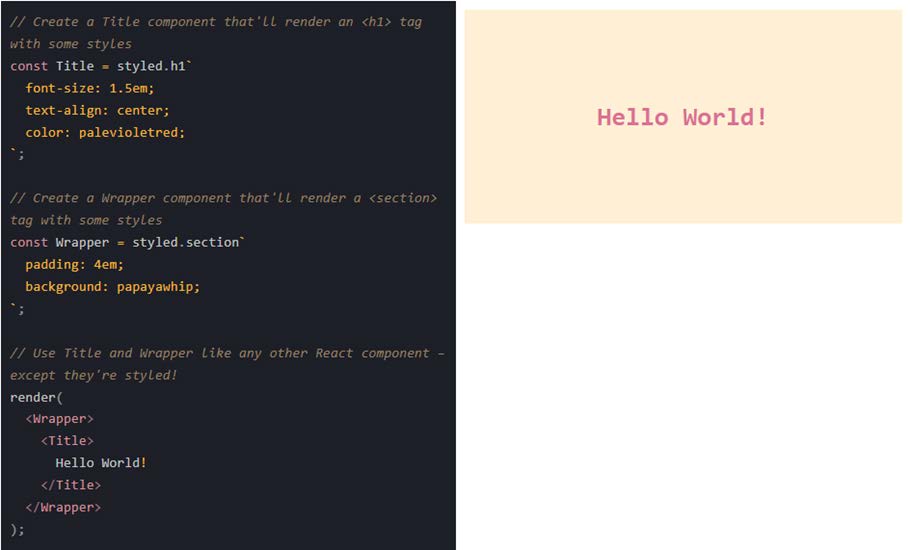 // Create a Title component that'll render an <h1> tag
with some styles
const Title = styled.h1`
  font-size: 1.5em;
  text-align: center;
  color: palevioletred;
`;
// Create a Wrapper component that'll render a <section>
tag with some styles
const Wrapper = styled.section`
  padding: 4em;
  background: papayawhip;
`;
// Use Title and Wrapper like any other React component –
except they're styled!
render(
  <Wrapper>
    <Title>
      Hello World!
    </Title>
  </Wrapper>
);
Hello World!